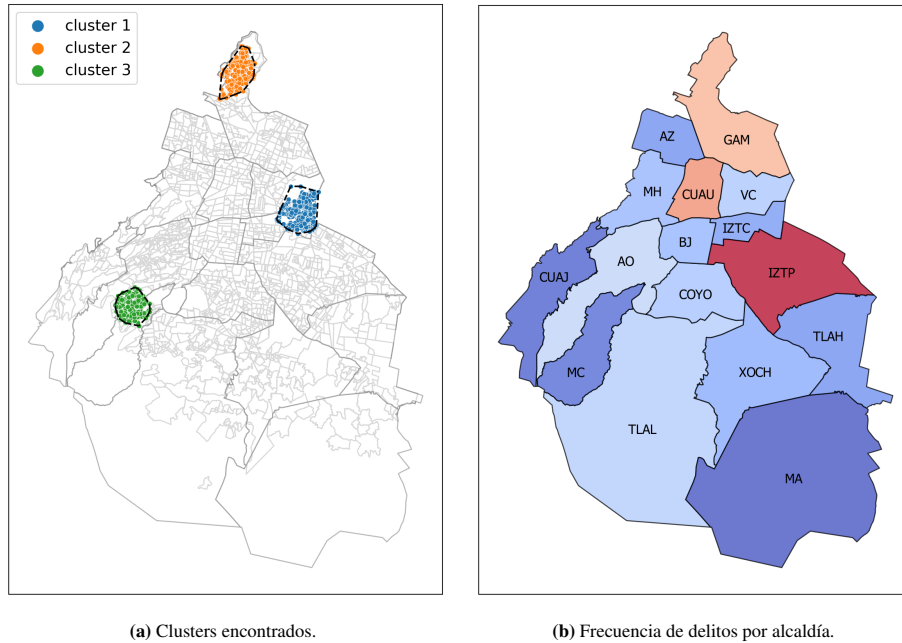 cluster 1
cluster 2
cluster 3
AZ
GAM
MH
CUAU
VC
IZTC
BJ
CUAJ
AO
IZTP
COYO
TLAH
MC
XOCH
TLAL
MA
(a) Clusters encontrados.
(b) Frecuencia de delitos por alcaldía.